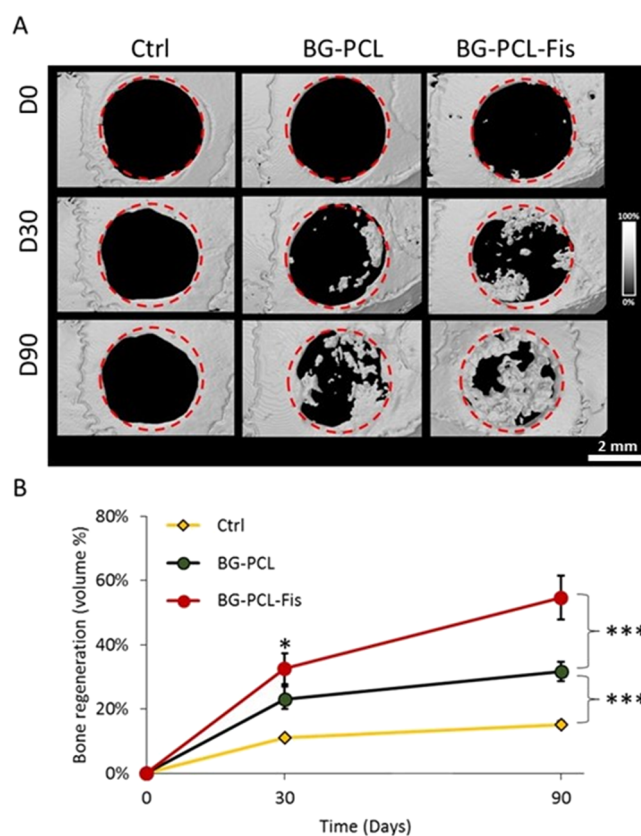 A
Ctrl BG-PCL BG-PCL-Fis
D0
D30
100%
0%
D90
2 mm
B
Bone regeneration (volume %)
80%
60%
40%
20%
0%
Ctrl
BG-PCL
BG-PCL-Fis
*
***
***
0 30 90
Time (Days)